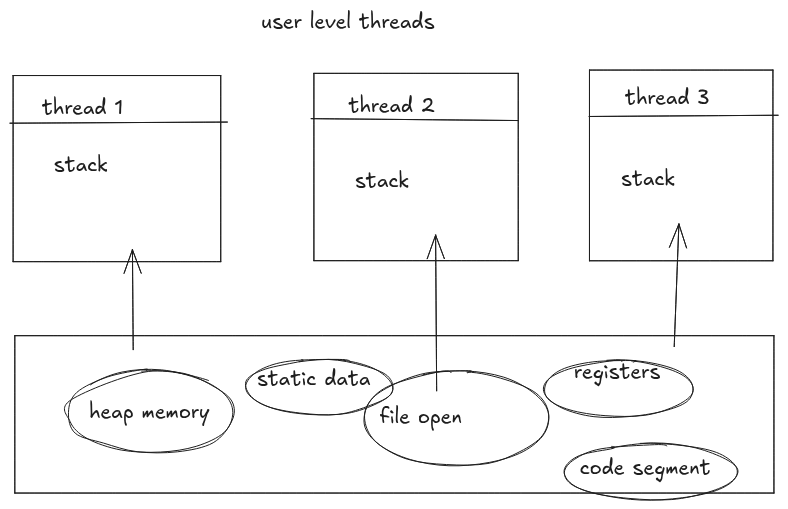 user level threads
thread 1
thread 2
thread 3
stack
stack
stack
heap memory
static data
file open
registers
code segment